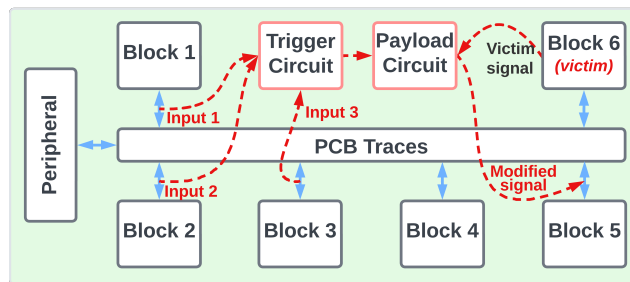 Block 1
Trigger
Circuit
Payload
Circuit
Victim
signal
Block 6
(victim)
Peripheral
Input 1
Input 3
PCB Traces
Input 2
Modified
signal
Block 2
Block 3
Block 4
Block 5